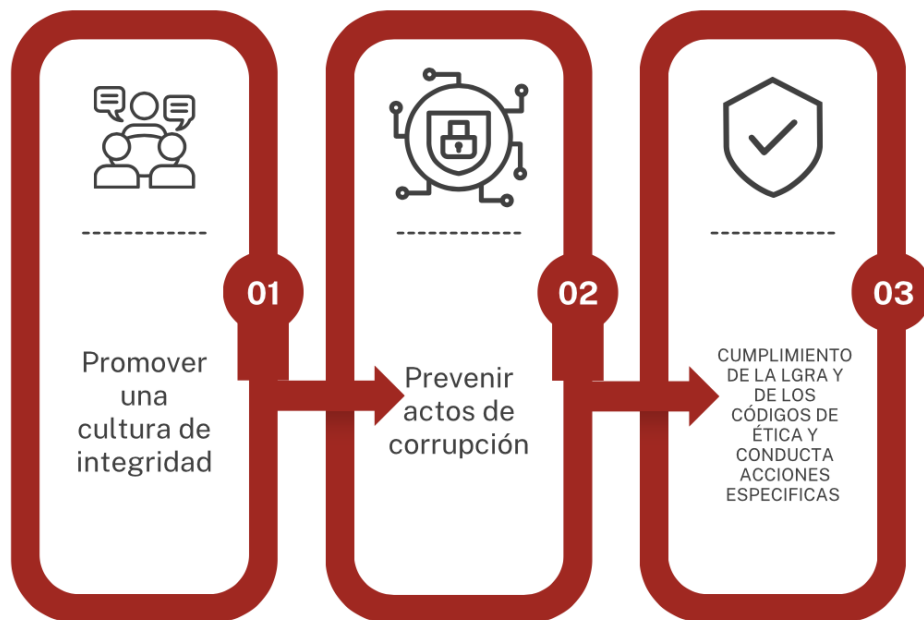 01
Promover
una
cultura de
integridad
02
Prevenir
actos de
corrupción
03
CUMPLIMIENTO
DE LA LGRA Y
DE LOS
CÓDIGOS DE
ÉTICA Y
CONDUCTA
ACCIONES
ESPECIFICAS